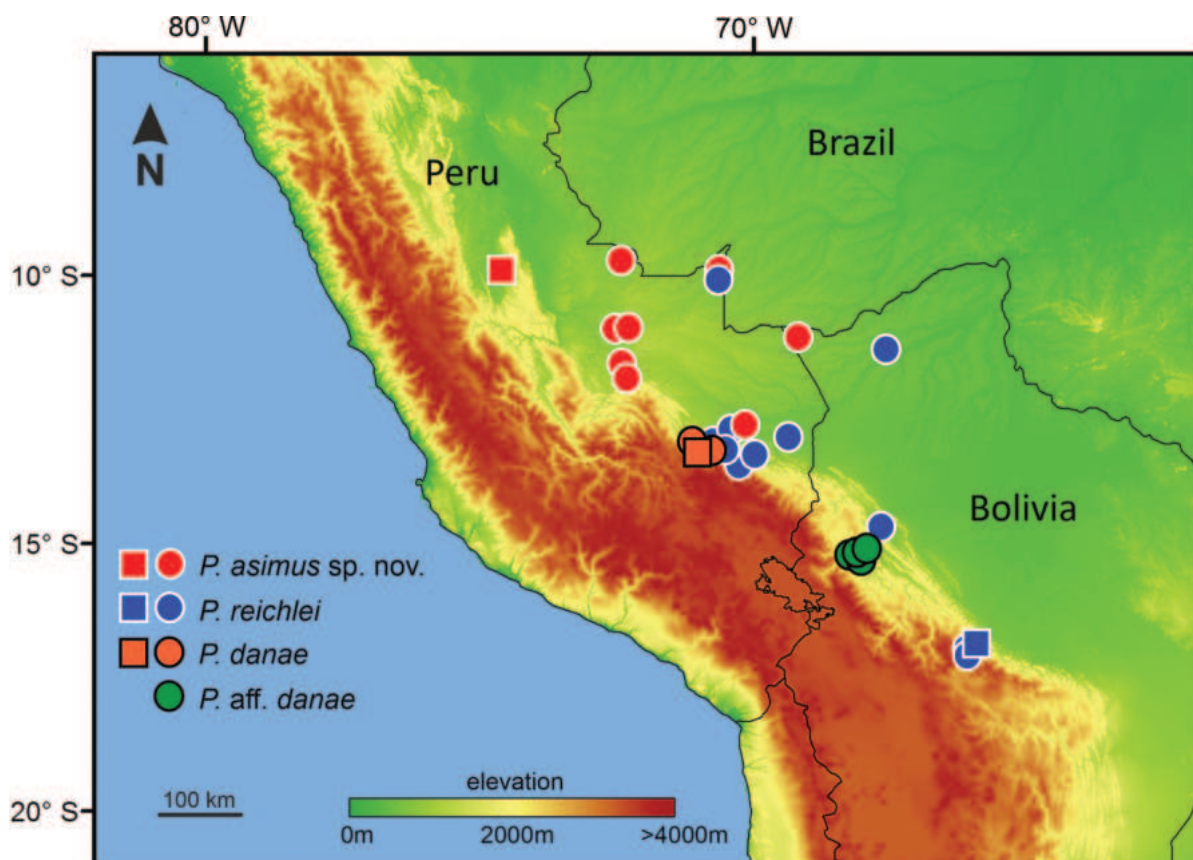 80° W
70° W
N
Peru
Brazil
10° S
Bolivia
15° S
P. asimus sp. nov.
P. reichlei
P. danae
P. aff. danae
elevation
100 km
0m
2000m
>4000m
20° S